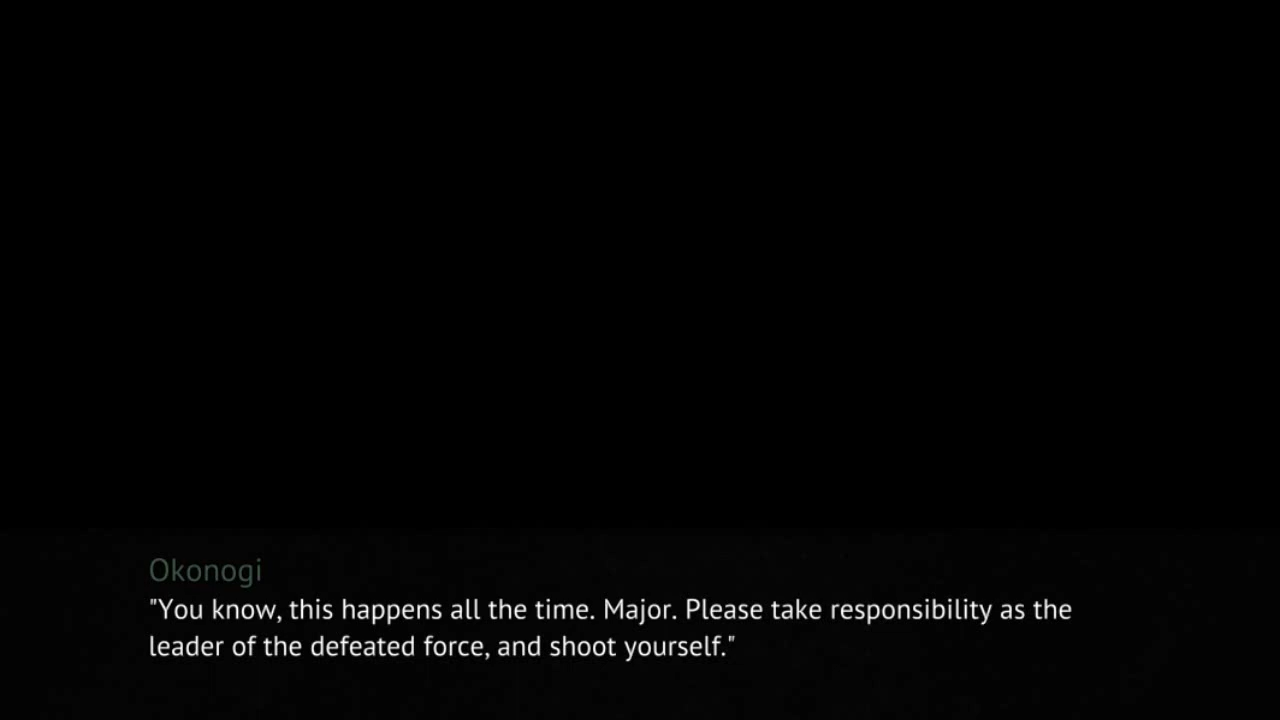 Okonogi
"You know, this happens all the time. Major. Please take responsibility as the
leader of the defeated force, and shoot yourself."